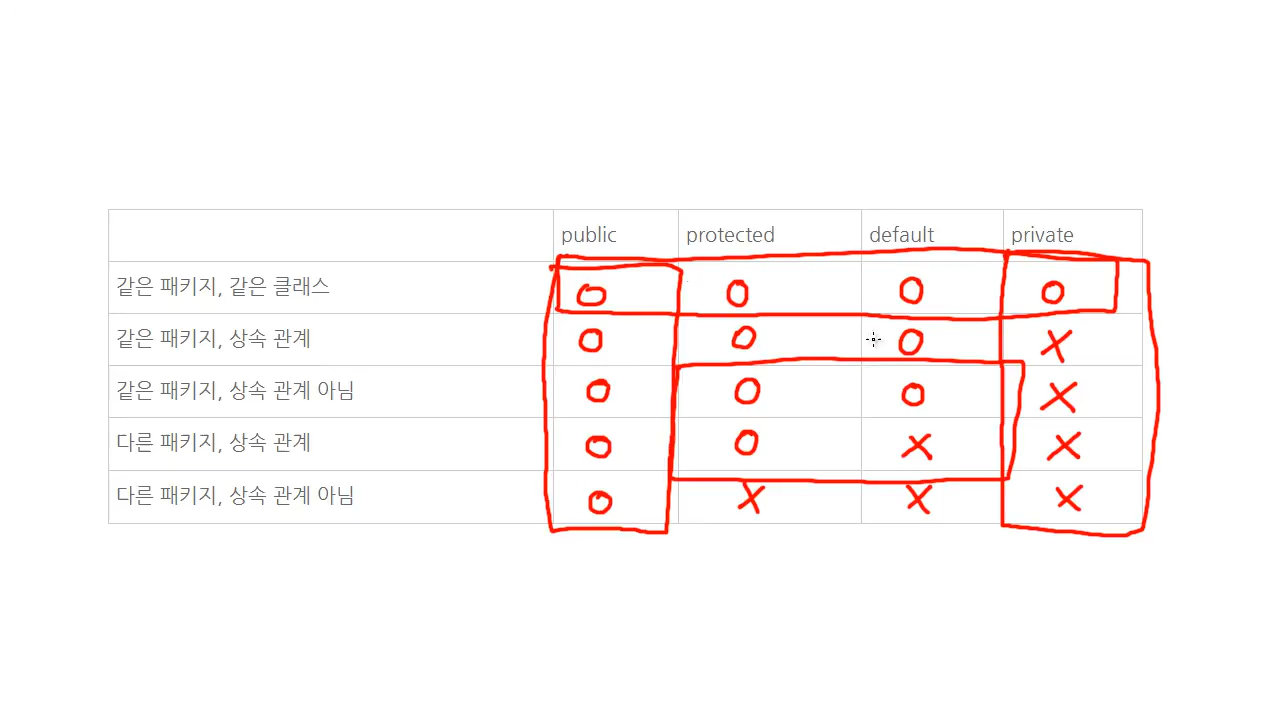 public protected default private
같은 패키지, 같은 클래스 O O O O
같은 패키지, 상속 관계 O O O X
같은 패키지, 상속 관계 아님 O O O X
다른 패키지, 상속 관계 O O X X
다른 패키지, 상속 관계 아님 O X X X